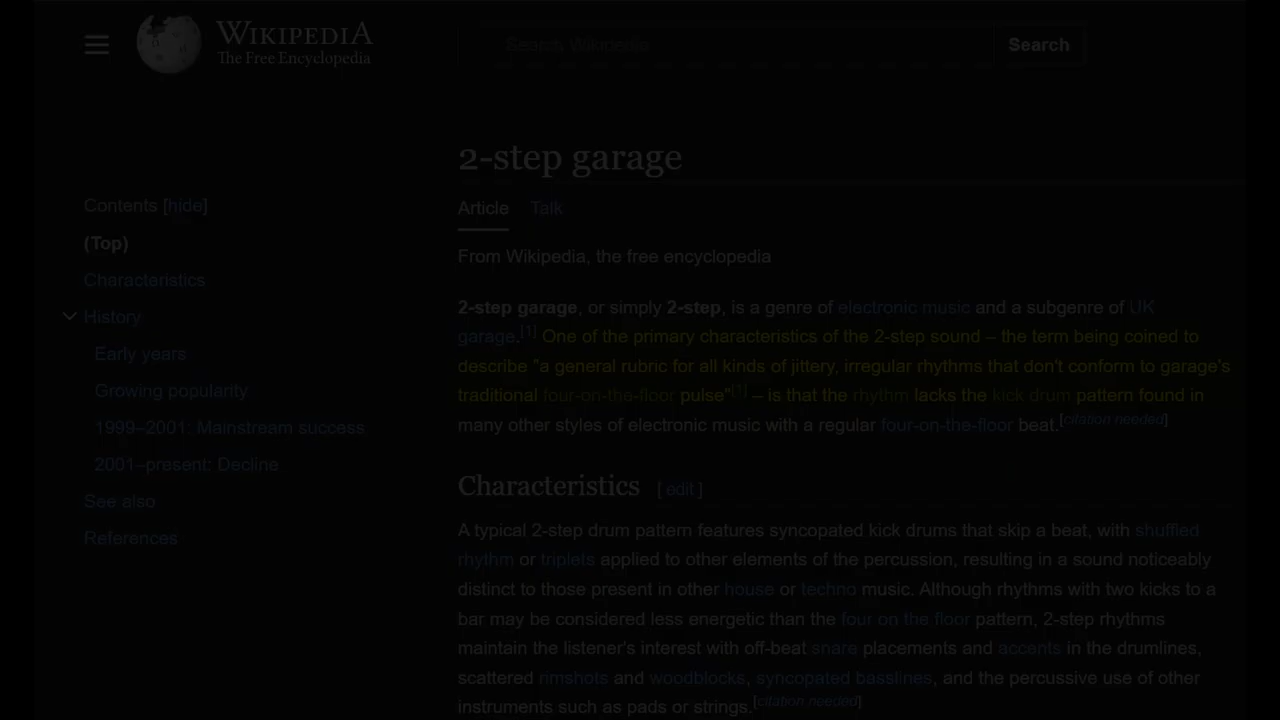 WIKIPEDIA
The Free Encyclopedia
Search Wikipedia
Search
2-step garage
Contents [hide]
(Top)
Characteristics
History
Early years
Growing popularity
1999–2001: Mainstream success
2001–present: Decline
See also
References
Article Talk
From Wikipedia, the free encyclopedia
2-step garage, or simply 2-step, is a genre of electronic music and a subgenre of UK
garage.[1] One of the primary characteristics of the 2-step sound – the term being coined to
describe "a general rubric for all kinds of jittery, irregular rhythms that don't conform to garage's
traditional four-on-the-floor pulse"[1] – is that the rhythm lacks the kick drum pattern found in
many other styles of electronic music with a regular four-on-the-floor beat.[citation needed]
Characteristics [ edit ]
A typical 2-step drum pattern features syncopated kick drums that skip a beat, with shuffled
rhythm or triplets applied to other elements of the percussion, resulting in a sound noticeably
distinct to those present in other house or techno music. Although rhythms with two kicks to a
bar may be considered less energetic than the four on the floor pattern, 2-step rhythms
maintain the listener's interest with off-beat snare placements and accents in the drumlines,
scattered rimshots and woodblocks, syncopated basslines, and the percussive use of other
instruments such as pads or strings.[citation needed]